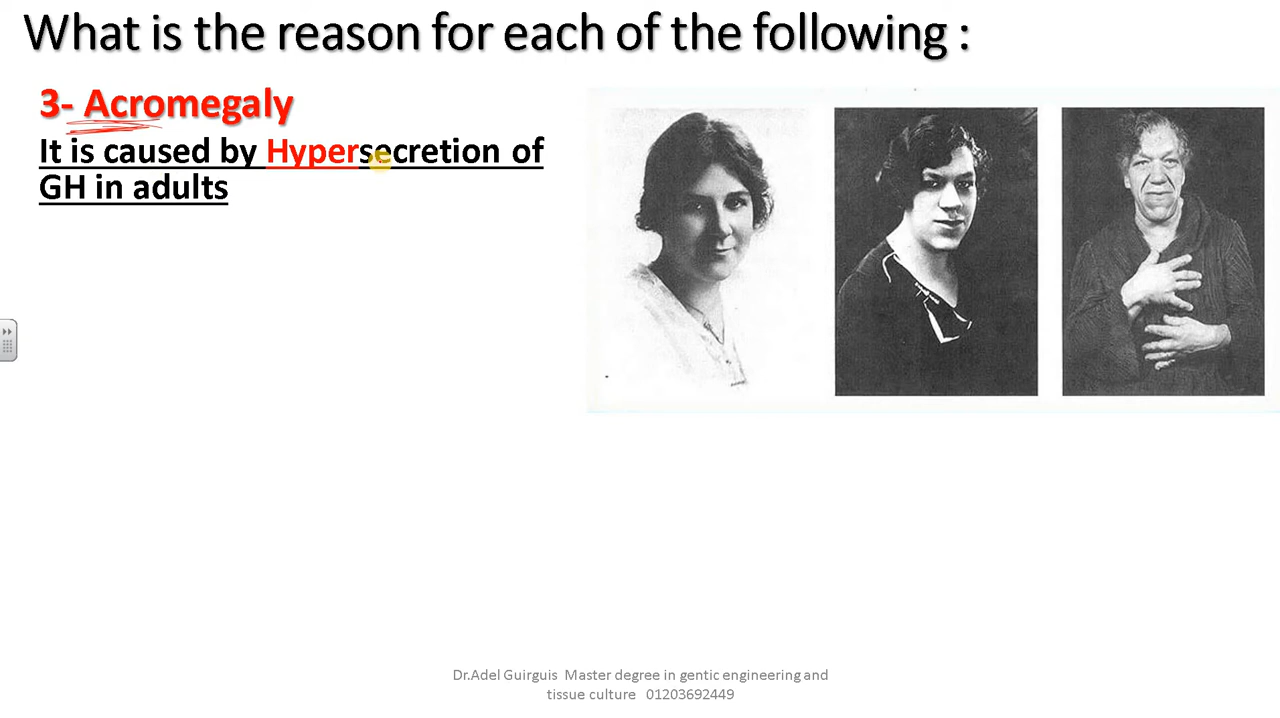 What is the reason for each of the following :
3- Acromegaly
It is caused by Hypersecretion of
GH in adults
Dr.Adel Guirguis Master degree in gentic engineering and
tissue culture 01203692449